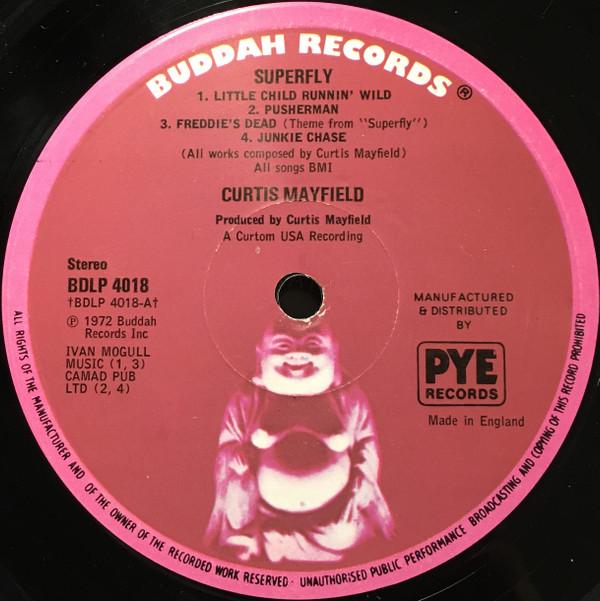 BUDDAH RECORDS ®
SUPERFLY
1. LITTLE CHILD RUNNIN' WILD
2. PUSHERMAN
3. FREDDIE'S DEAD (Theme from "Superfly")
4. JUNKIE CHASE
(All works composed by Curtis Mayfield)
All songs BMI
CURTIS MAYFIELD
Produced by Curtis Mayfield
A Curtom USA Recording
Stereo
BDLP 4018
†BDLP 4018-A†
℗ 1972 Buddah
Records Inc
IVAN MOGULL
MUSIC (1, 3)
CAMAD PUB
LTD (2, 4)
MANUFACTURED
& DISTRIBUTED
BY
PYE
RECORDS
Made in England
ALL RIGHTS OF THE MANUFACTURER AND OF THE OWNER OF THE RECORDED WORK RESERVED · UNAUTHORISED PUBLIC PERFORMANCE BROADCASTING AND COPYING OF THIS RECORD PROHIBITED